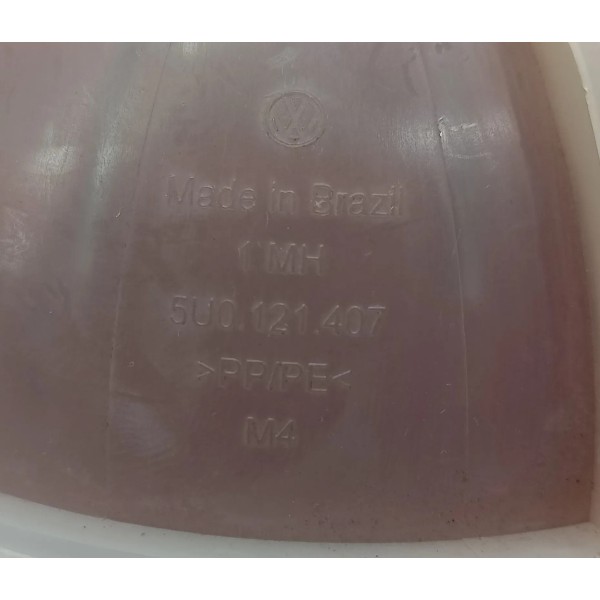 Made in Brazil
1 MH
5U0.121.407
>PP/PE<
M4